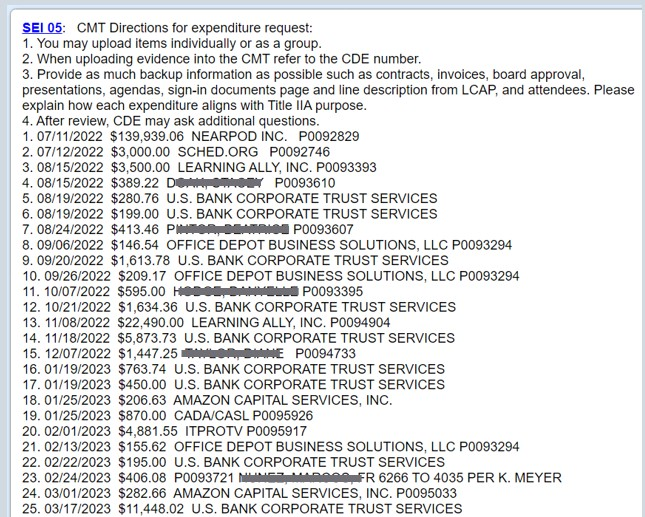 SEI 05: CMT Directions for expenditure request:
1. You may upload items individually or as a group.
2. When uploading evidence into the CMT refer to the CDE number.
3. Provide as much backup information as possible such as contracts, invoices, board approval,
presentations, agendas, sign-in documents page and line description from LCAP, and attendees. Please
explain how each expenditure aligns with Title IIA purpose.
4. After review, CDE may ask additional questions.
1. 07/11/2022 $139,939.06 NEARPOD INC. P0092829
2. 07/12/2022 $3,000.00 SCHED.ORG P0092746
3. 08/15/2022 $3,500.00 LEARNING ALLY, INC. P0093393
4. 08/15/2022 $389.22 P0093610
5. 08/19/2022 $280.76 U.S. BANK CORPORATE TRUST SERVICES
6. 08/19/2022 $199.00 U.S. BANK CORPORATE TRUST SERVICES
7. 08/24/2022 $413.46 P0093607
8. 09/06/2022 $146.54 OFFICE DEPOT BUSINESS SOLUTIONS, LLC P0093294
9. 09/20/2022 $1,613.78 U.S. BANK CORPORATE TRUST SERVICES
10. 09/26/2022 $209.17 OFFICE DEPOT BUSINESS SOLUTIONS, LLC P0093294
11. 10/07/2022 $595.00 P0093395
12. 10/21/2022 $1,634.36 U.S. BANK CORPORATE TRUST SERVICES
13. 11/08/2022 $22,490.00 LEARNING ALLY, INC. P0094904
14. 11/18/2022 $5,873.73 U.S. BANK CORPORATE TRUST SERVICES
15. 12/07/2022 $1,447.25 P0094733
16. 01/19/2023 $763.74 U.S. BANK CORPORATE TRUST SERVICES
17. 01/19/2023 $450.00 U.S. BANK CORPORATE TRUST SERVICES
18. 01/25/2023 $206.63 AMAZON CAPITAL SERVICES, INC.
19. 01/25/2023 $870.00 CADA/CASL P0095926
20. 02/01/2023 $4,881.55 ITPROTV P0095917
21. 02/13/2023 $155.62 OFFICE DEPOT BUSINESS SOLUTIONS, LLC P0093294
22. 02/22/2023 $195.00 U.S. BANK CORPORATE TRUST SERVICES
23. 02/24/2023 $406.08 P0093721 FR 6266 TO 4035 PER K. MEYER
24. 03/01/2023 $282.66 AMAZON CAPITAL SERVICES, INC. P0095033
25. 03/17/2023 $11,448.02 U.S. BANK CORPORATE TRUST SERVICES